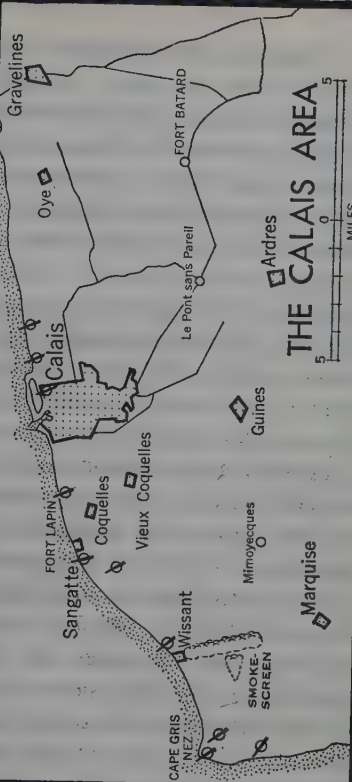 Gravelines
Oye
FORT BATARD
Calais
Le Pont sans Pareil
Ardres
THE CALAIS AREA
5 0 5
MILES
Guines
FORT LAPIN
Coquelles
Vieux Coquelles
Sangatte
Mimoyecques
Wissant
Marquise
SMOKE-
SCREEN
CAPE GRIS
NEZ